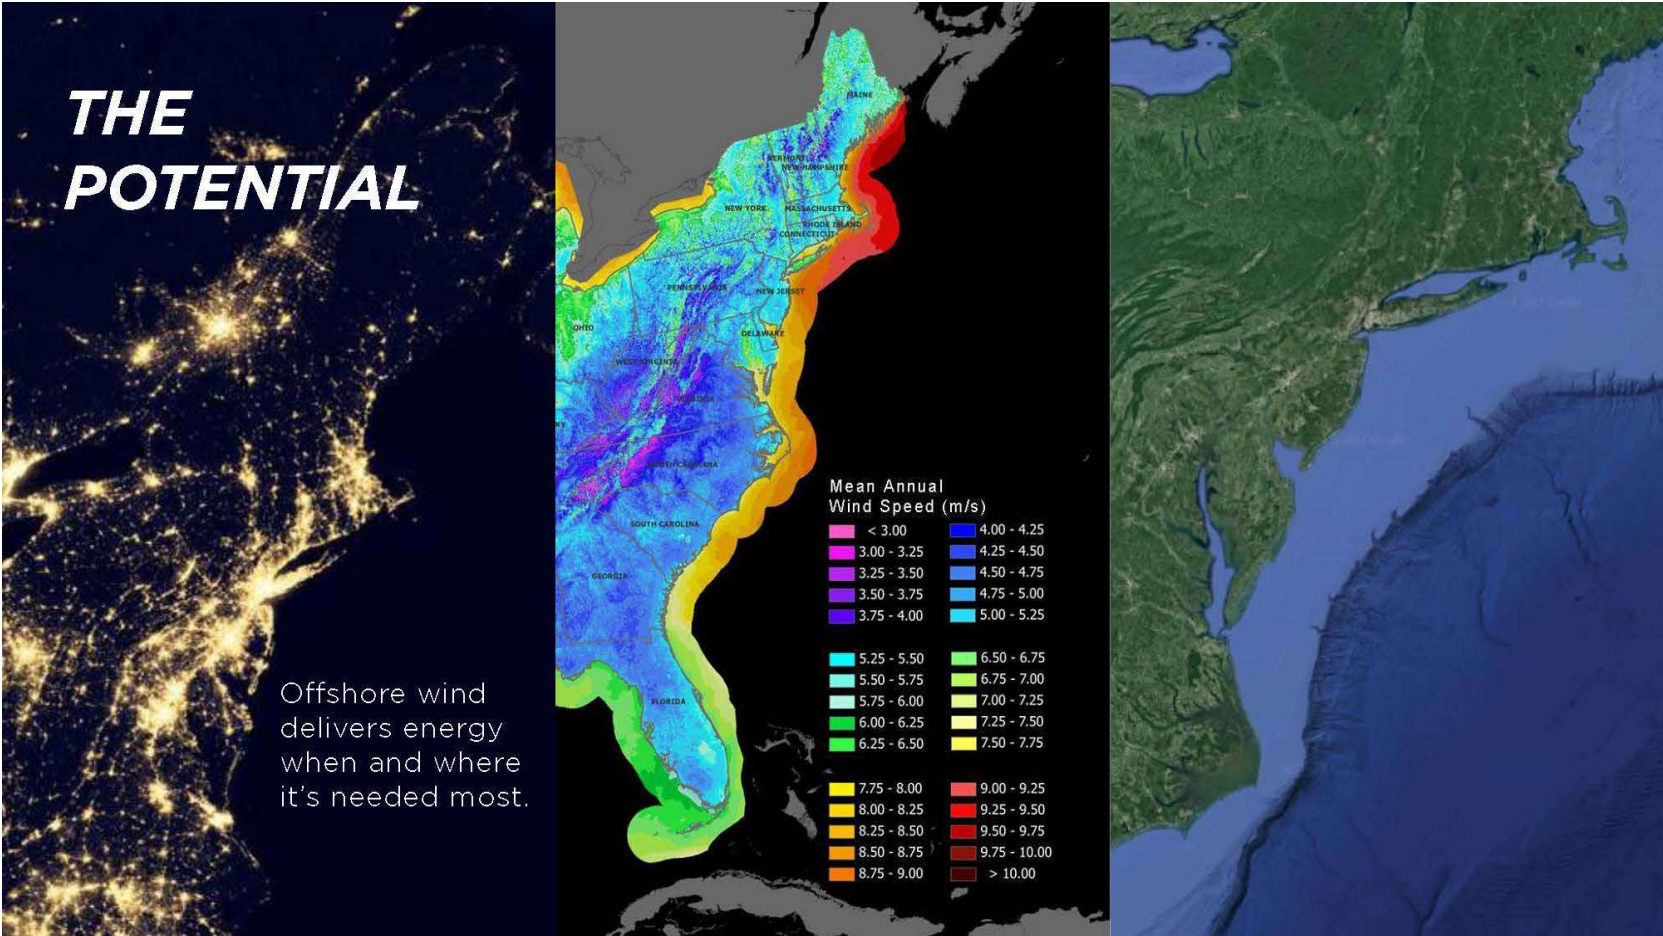 THE
POTENTIAL
Offshore wind
delivers energy
when and where
it's needed most.
MAINE
VERMONT
NEW HAMPSHIRE
NEW YORK
MASSACHUSETTS
RHODE ISLAND
CONNECTICUT
PENNSYLVANIA
NEW JERSEY
OHIO
DELAWARE
WEST VIRGINIA
VIRGINIA
KY
NORTH CAROLINA
SOUTH CAROLINA
GEORGIA
FLORIDA
Mean Annual
Wind Speed (m/s)
< 3.00 4.00 - 4.25
3.00 - 3.25 4.25 - 4.50
3.25 - 3.50 4.50 - 4.75
3.50 - 3.75 4.75 - 5.00
3.75 - 4.00 5.00 - 5.25
5.25 - 5.50 6.50 - 6.75
5.50 - 5.75 6.75 - 7.00
5.75 - 6.00 7.00 - 7.25
6.00 - 6.25 7.25 - 7.50
6.25 - 6.50 7.50 - 7.75
7.75 - 8.00 9.00 - 9.25
8.00 - 8.25 9.25 - 9.50
8.25 - 8.50 9.50 - 9.75
8.50 - 8.75 9.75 - 10.00
8.75 - 9.00 > 10.00